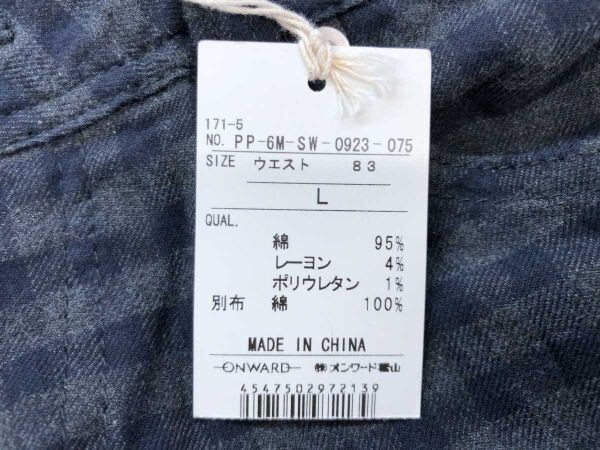 171-5
NO. PP-6M-SW-0923-075
SIZE ウエスト 83
L
QUAL.
綿 95%
レーヨン 4%
ポリウレタン 1%
別布 綿 100%
MADE IN CHINA
ONWARD ㈱オンワード樫山
4547502972139